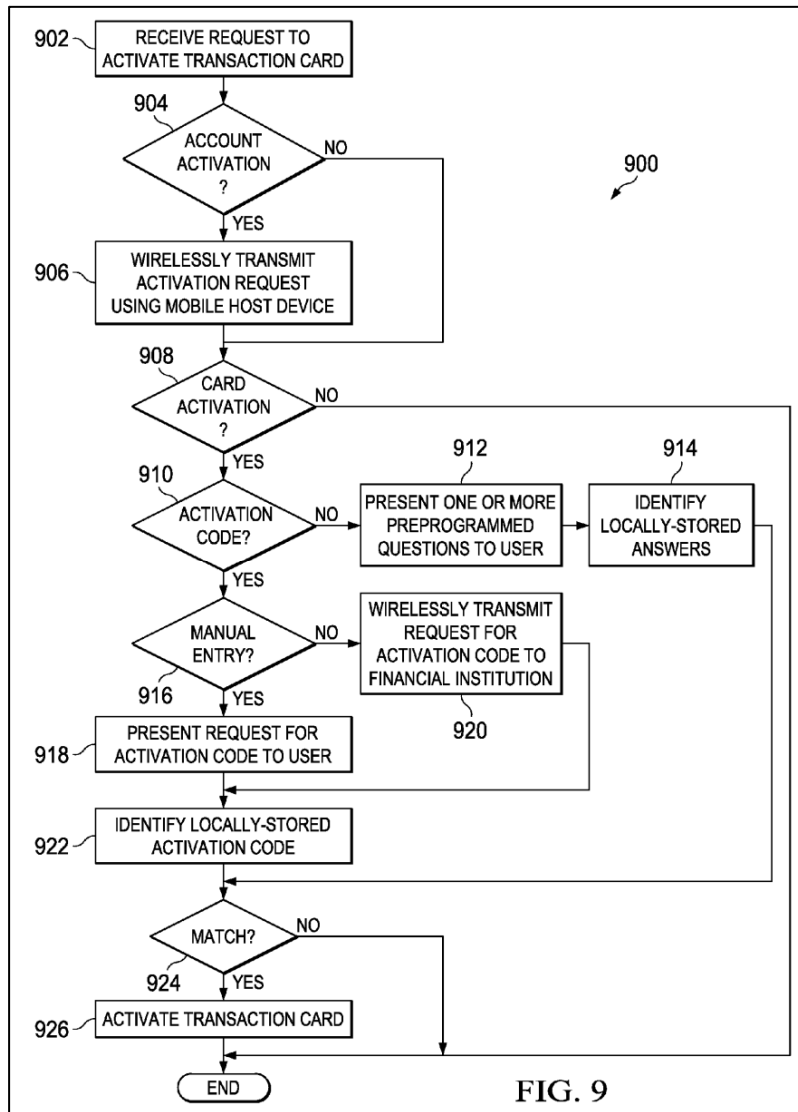 902
RECEIVE REQUEST TO
ACTIVATE TRANSACTION CARD
904
ACCOUNT
ACTIVATION
?
NO
900
YES
906
WIRELESSLY TRANSMIT
ACTIVATION REQUEST
USING MOBILE HOST DEVICE
908
CARD
ACTIVATION
?
NO
YES
910
ACTIVATION
CODE?
NO
912
PRESENT ONE OR MORE
PREPROGRAMMED
QUESTIONS TO USER
914
IDENTIFY
LOCALLY-STORED
ANSWERS
YES
MANUAL
ENTRY?
916
NO
WIRELESSLY TRANSMIT
REQUEST FOR
ACTIVATION CODE TO
FINANCIAL INSTITUTION
920
YES
918
PRESENT REQUEST FOR
ACTIVATION CODE TO USER
922
IDENTIFY LOCALLY-STORED
ACTIVATION CODE
MATCH?
NO
924
YES
926
ACTIVATE TRANSACTION CARD
END
FIG. 9